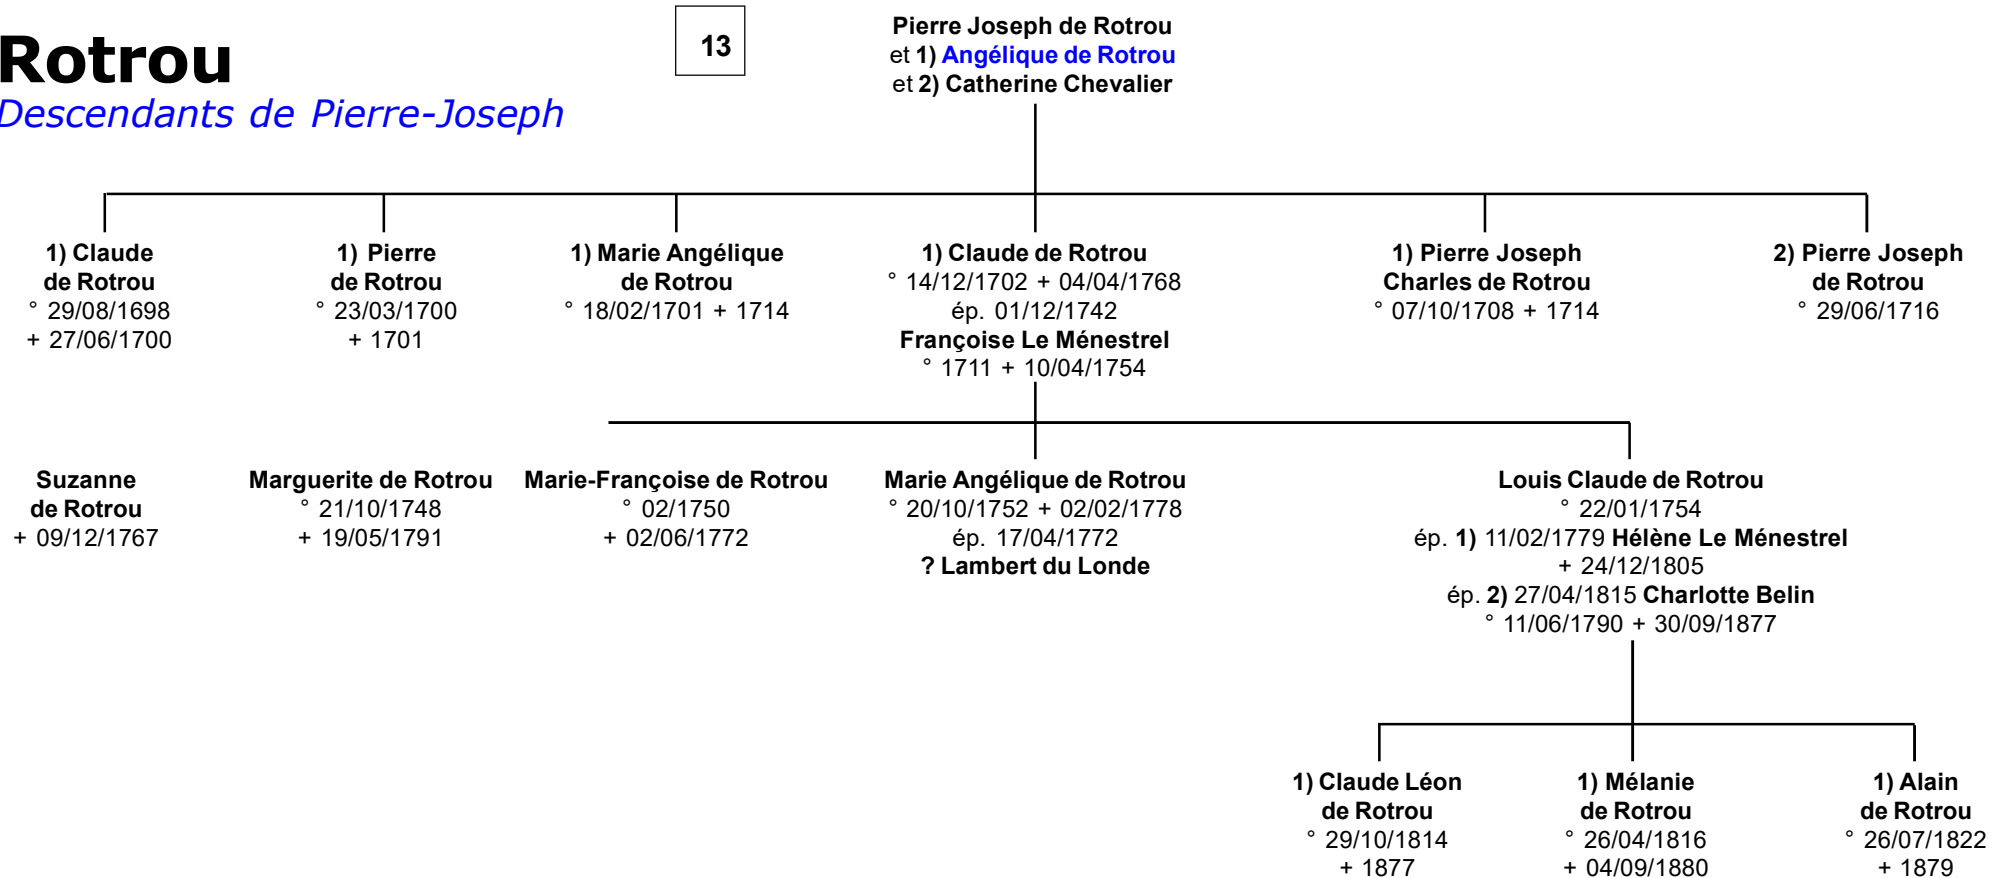 Rotrou
Descendants de Pierre-Joseph
13
Pierre Joseph de Rotrou
et 1) Angélique de Rotrou
et 2) Catherine Chevalier
1) Claude
de Rotrou
° 29/08/1698
+ 27/06/1700
1) Pierre
de Rotrou
° 23/03/1700
+ 1701
1) Marie Angélique
de Rotrou
° 18/02/1701 + 1714
1) Claude de Rotrou
° 14/12/1702 + 04/04/1768
ép. 01/12/1742
Françoise Le Ménestrel
° 1711 + 10/04/1754
1) Pierre Joseph
Charles de Rotrou
° 07/10/1708 + 1714
2) Pierre Joseph
de Rotrou
° 29/06/1716
Suzanne
de Rotrou
+ 09/12/1767
Marguerite de Rotrou
° 21/10/1748
+ 19/05/1791
Marie-Françoise de Rotrou
° 02/1750
+ 02/06/1772
Marie Angélique de Rotrou
° 20/10/1752 + 02/02/1778
ép. 17/04/1772
? Lambert du Londe
Louis Claude de Rotrou
° 22/01/1754
ép. 1) 11/02/1779 Hélène Le Ménestrel
+ 24/12/1805
ép. 2) 27/04/1815 Charlotte Belin
° 11/06/1790 + 30/09/1877
1) Claude Léon
de Rotrou
° 29/10/1814
+ 1877
1) Mélanie
de Rotrou
° 26/04/1816
+ 04/09/1880
1) Alain
de Rotrou
° 26/07/1822
+ 1879